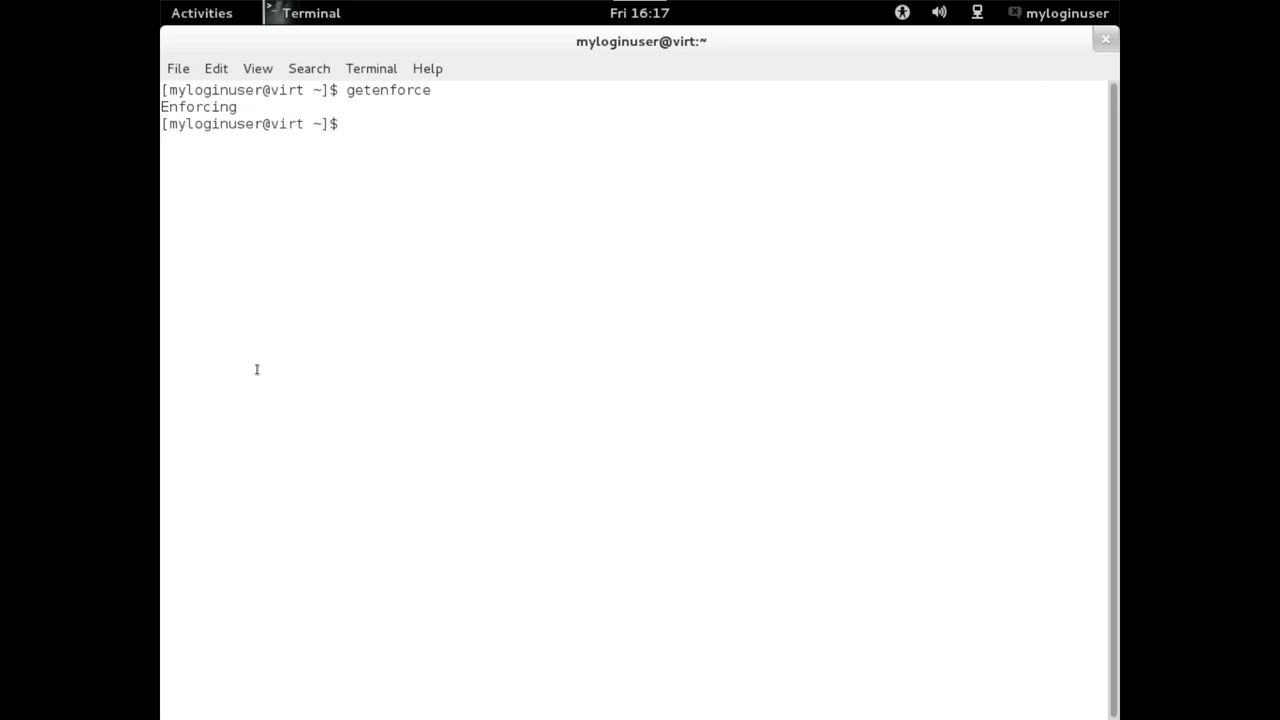 Activities Terminal Fri 16:17 myloginuser
myloginuser@virt:~
File Edit View Search Terminal Help
[myloginuser@virt ~]$ getenforce
Enforcing
[myloginuser@virt ~]$